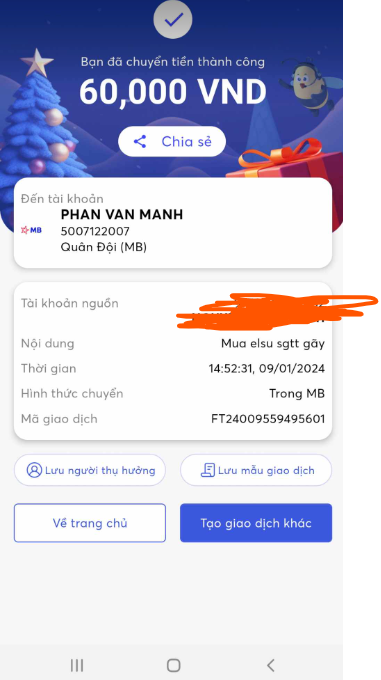 Bạn đã chuyển tiền thành công
60,000 VND
Chia sẻ
Đến tài khoản
PHAN VAN MANH
MB
5007122007
Quân Đội (MB)
Tài khoản nguồn
Nội dung Mua elsu sgtt gãy
Thời gian 14:52:31, 09/01/2024
Hình thức chuyển Trong MB
Mã giao dịch FT24009559495601
Lưu người thụ hưởng Lưu mẫu giao dịch
Về trang chủ Tạo giao dịch khác